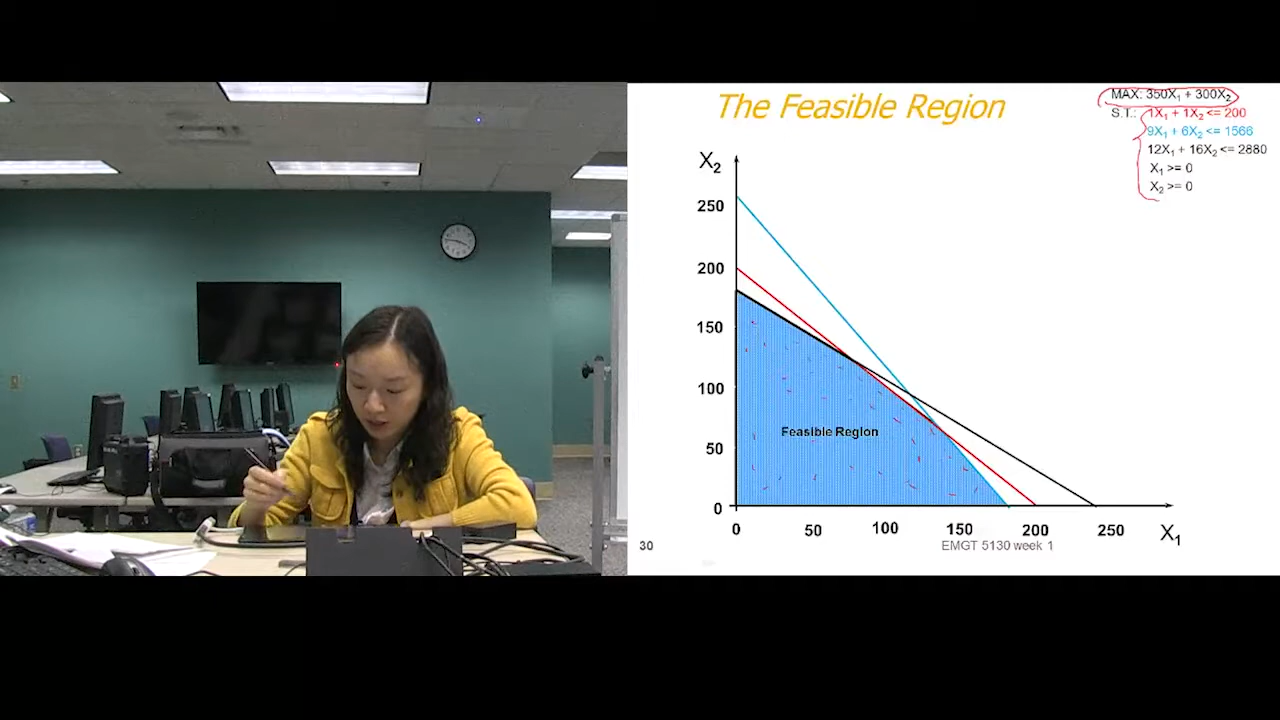 The Feasible Region
MAX: 350X₁ + 300X₂
S.T.: 1X₁ + 1X₂ <= 200
9X₁ + 6X₂ <= 1566
12X₁ + 16X₂ <= 2880
X₁ >= 0
X₂ >= 0
X₂
250
200
150
100
50
0
Feasible Region
0 50 100 150 200 250
X₁
30
EMGT 5130 week 1